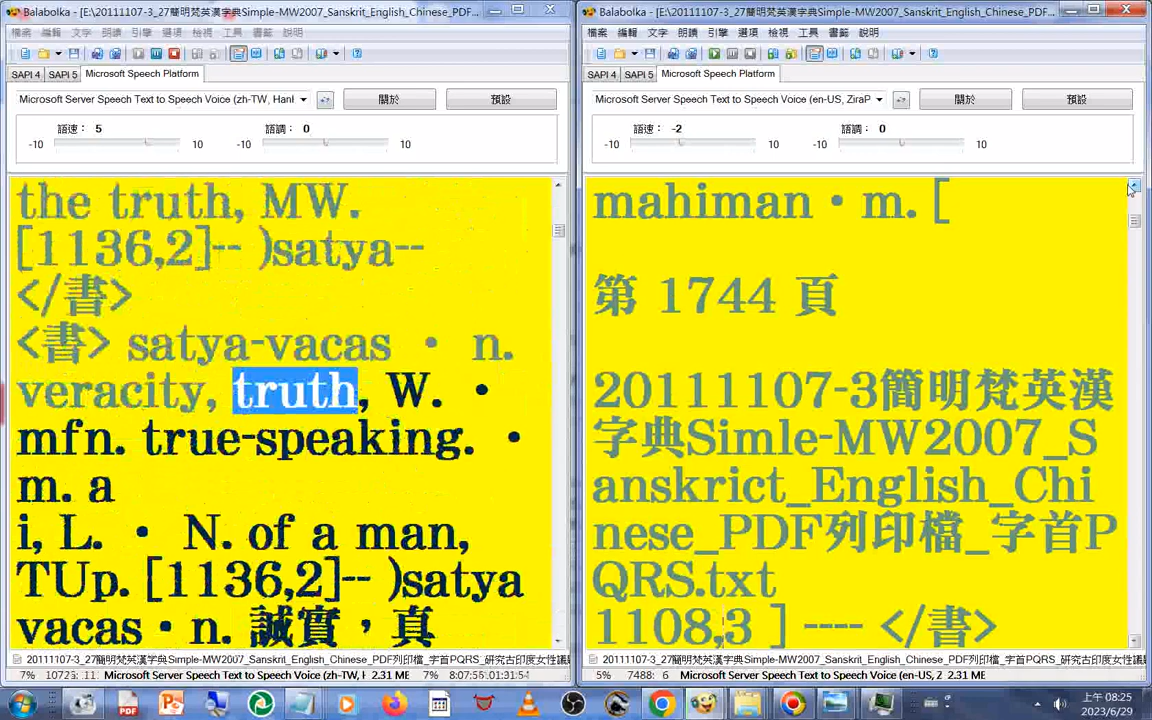 Balabolka - [E:\20111107-3_27簡明梵英漢字典Simple-MW2007_Sanskrit_English_Chinese_PDF...
檔案 編輯 文字 朗讀 引擎 選項 檢視 工具 書籤 說明
SAPI 4 SAPI 5 Microsoft Speech Platform
Microsoft Server Speech Text to Speech Voice (zh-TW, Hanl
關於 預設
語速： 5 語調： 0
-10 10 -10 10
the truth, MW.
[1136,2]-- )satya--
</書>
<書> satya-vacas • n.
veracity, truth, W. •
mfn. true-speaking. •
m. a
i, L. • N. of a man,
TUp. [1136,2]-- )satya
vacas • n. 誠實，真
20111107-3_27簡明梵英漢字典Simple-MW2007_Sanskrit_English_Chinese_PDF列印檔_字首PQRS_研究古印度女性議
7% 10725: 11 Microsoft Server Speech Text to Speech Voice (zh-TW, H 2.31 MB 7% 8:07:56
Balabolka - [E:\20111107-3_27簡明梵英漢字典Simple-MW2007_Sanskrit_English_Chinese_PDF...
檔案 編輯 文字 朗讀 引擎 選項 檢視 工具 書籤 說明
SAPI 4 SAPI 5 Microsoft Speech Platform
Microsoft Server Speech Text to Speech Voice (en-US, ZiraP
關於 預設
語速： -2 語調： 0
-10 10 -10 10
mahiman • m. [
第 1744 頁
20111107-3簡明梵英漢
字典Simle-MW2007_S
anskrict_English_Chi
nese_PDF列印檔_字首P
QRS.txt
1108,3 ] ---- </書>
20111107-3_27簡明梵英漢字典Simple-MW2007_Sanskrit_English_Chinese_PDF列印檔_字首PQRS_研究古印度女性議
5% 7488: Microsoft Server Speech Text to Speech Voice (en-US, Z 2.31 MB
上午 08:25
2023/6/29